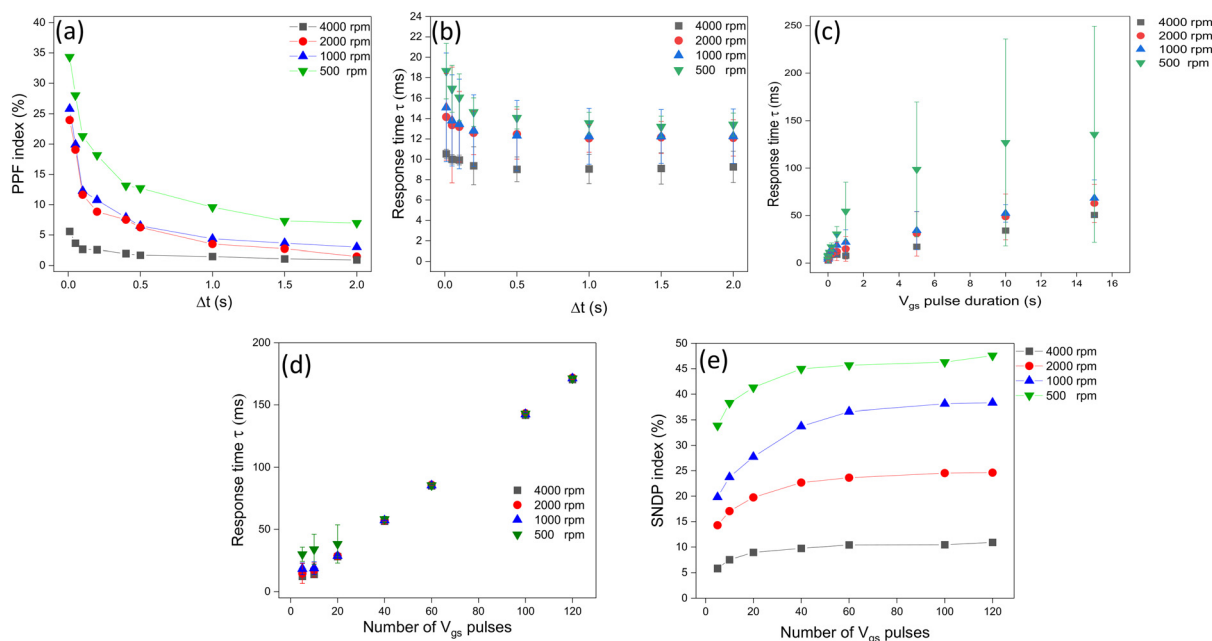 (a)
4000 rpm
2000 rpm
1000 rpm
500 rpm
40
35
30
25
20
15
10
5
0
PPF index (%)
0.0 0.5 1.0 1.5 2.0
Δt (s)
(b)
4000 rpm
2000 rpm
1000 rpm
500 rpm
28
26
24
22
20
18
16
14
12
10
8
6
4
2
0
Response time τ (ms)
0.0 0.5 1.0 1.5 2.0
Δt (s)
(c)
4000 rpm
2000 rpm
1000 rpm
500 rpm
250
200
150
100
50
0
Response time τ (ms)
0 2 4 6 8 10 12 14 16
Vgs pulse duration (s)
(d)
200
150
100
50
0
Response time τ (ms)
4000 rpm
2000 rpm
1000 rpm
500 rpm
0 20 40 60 80 100 120
Number of Vgs pulses
(e)
4000 rpm
2000 rpm
1000 rpm
500 rpm
50
45
40
35
30
25
20
15
10
5
0
SNDP index (%)
0 20 40 60 80 100 120
Number of Vgs pulses